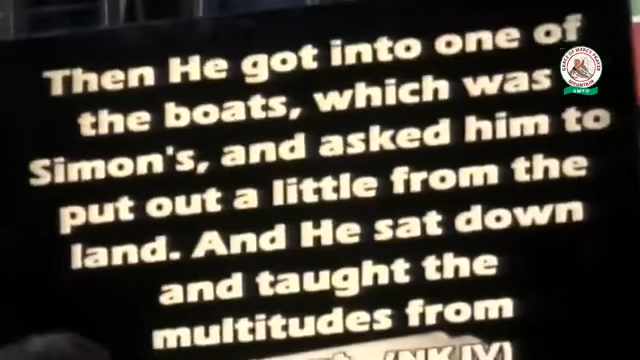 Then He got into one of
the boats, which was
Simon's, and asked him to
put out a little from the
land. And He sat down
and taught the
multitudes from
(NKJV)